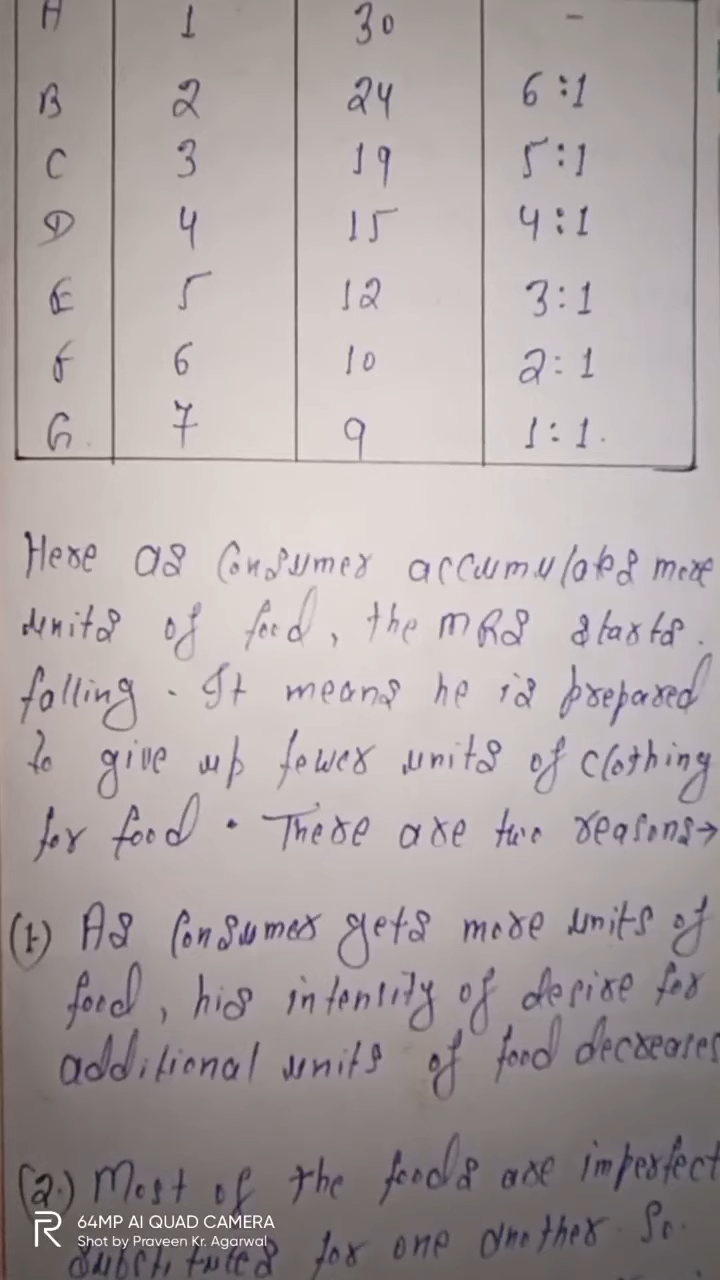 A 1 30 -
B 2 24 6:1
C 3 19 5:1
D 4 15 4:1
E 5 12 3:1
F 6 10 2:1
G. 7 9 1:1.
Here as Consumer accumulates more
units of food, the MRS starts.
falling. It means he is prepared
to give up fewer units of clothing
for food. There are two reasons→
(1.) As Consumer gets more units of
food, his intensity of desire for
additional units of food decreases
(2.) Most of the foods are imperfect
substitutes for one another. So.
64MP AI QUAD CAMERA
Shot by Praveen Kr. Agarwal